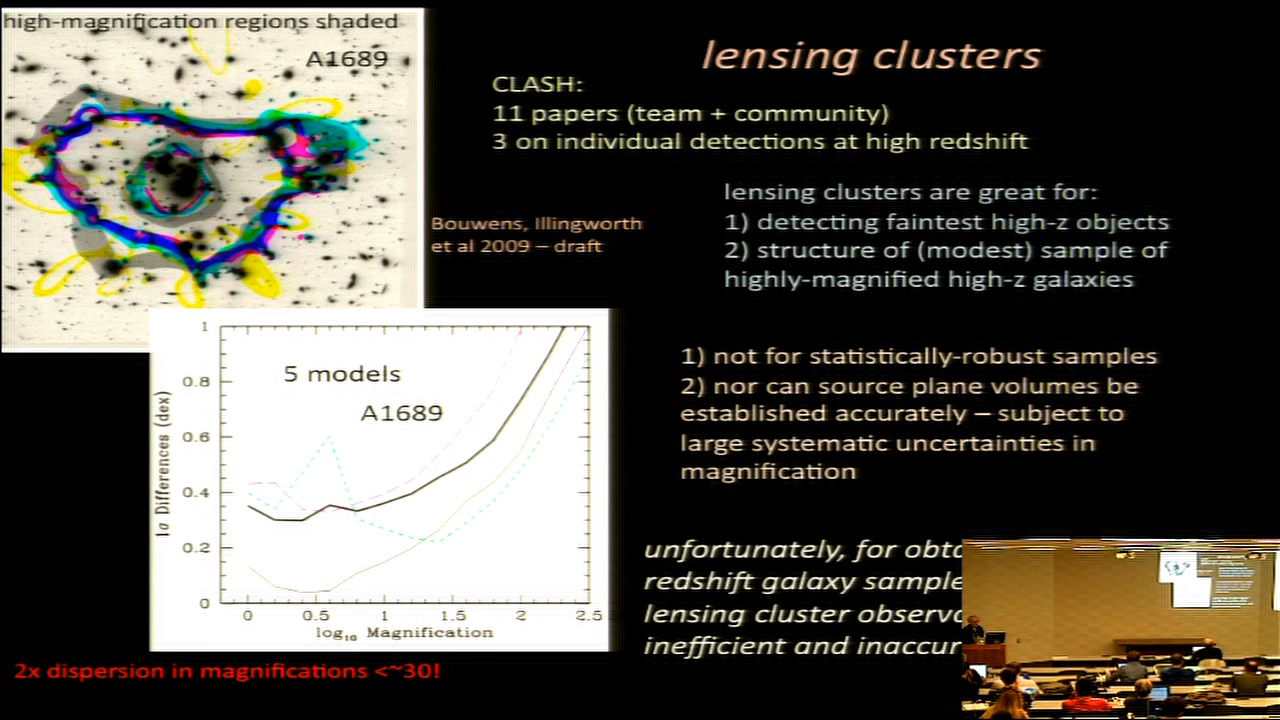 high-magnification regions shaded
A1689
lensing clusters
CLASH:
11 papers (team + community)
3 on individual detections at high redshift
Bouwens, Illingworth
et al 2009 – draft
lensing clusters are great for:
1) detecting faintest high-z objects
2) structure of (modest) sample of
highly-magnified high-z galaxies
1) not for statistically-robust samples
2) nor can source plane volumes be
established accurately – subject to
large systematic uncertainties in
magnification
1σ Differences (dex)
1
0.8
0.6
0.4
0.2
0
5 models
A1689
0 0.5 1 1.5 2 2.5
log₁₀ Magnification
unfortunately, for
redshift galaxy
lensing cluster
inefficient and
2x dispersion in magnifications <~30!